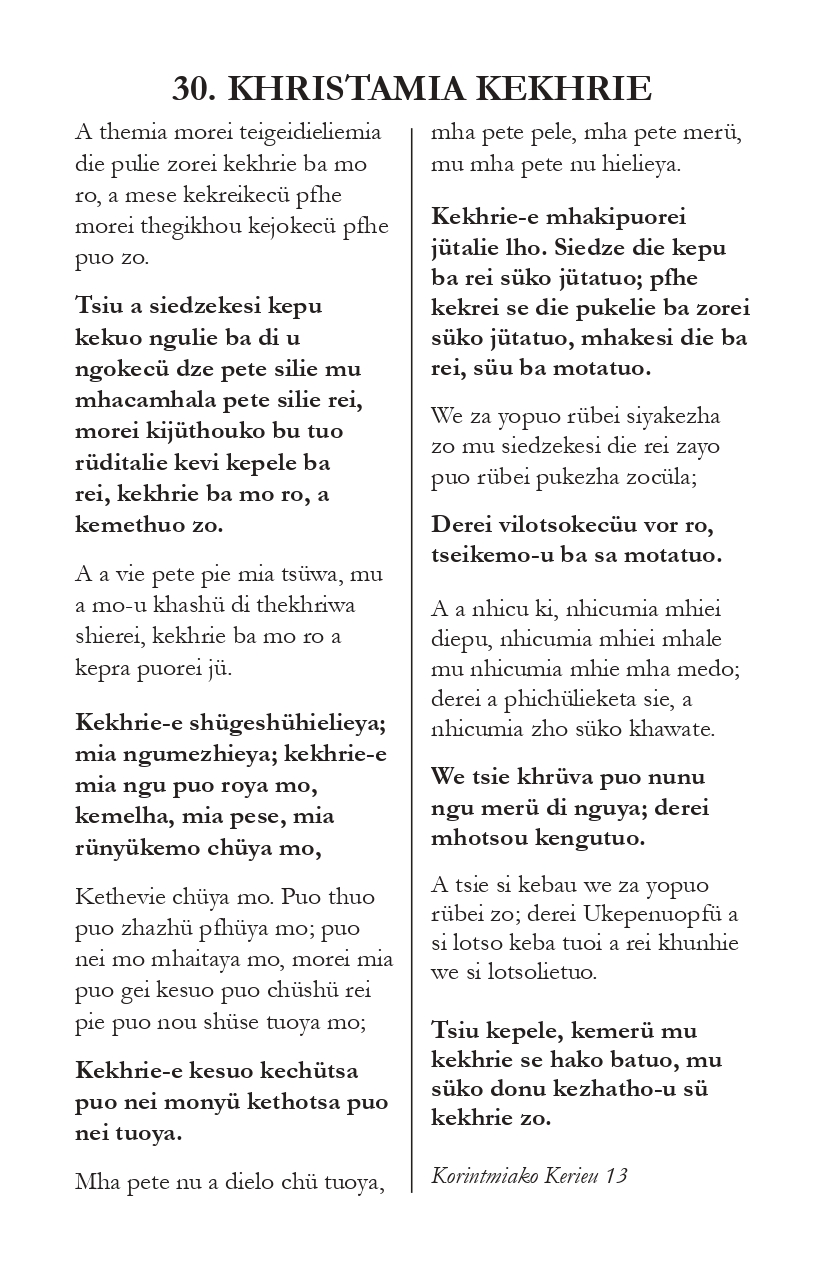 30. KHRISTAMIA KEKHRIE
A themia morei teigeidieliemia
die pulie zorei kekhrie ba mo
ro, a mese kekreikecü pfhe
morei thegikhou kejokecü pfhe
puo zo.
Tsiu a siedzekesi kepu
kekuo ngulie ba di u
ngokecü dze pete silie mu
mhacamhala pete silie rei,
morei kijüthouko bu tuo
rüditalie kevi kepele ba
rei, kekhrie ba mo ro, a
kemethuo zo.
A a vie pete pie mia tsüwa, mu
a mo-u khashü di thekhriwa
shierei, kekhrie ba mo ro a
kepra puorei jü.
Kekhrie-e shügeshühielieya;
mia ngumezhieya; kekhrie-e
mia ngu puo roya mo,
kemelha, mia pese, mia
rünyükemo chüya mo,
Kethevie chüya mo. Puo thuo
puo zhazhü pfhüya mo; puo
nei mo mhaitaya mo, morei mia
puo gei kesuo puo chüshü rei
pie puo nou shüse tuoya mo;
Kekhrie-e kesuo kechütsa
puo nei monyü kethotsa puo
nei tuoya.
Mha pete nu a dielo chü tuoya,
mha pete pele, mha pete merü,
mu mha pete nu hielieya.
Kekhrie-e mhakipuorei
jütalie lho. Siedze die kepu
ba rei süko jütatuo; pfhe
kekrei se die pukelie ba zorei
süko jütatuo, mhakesi die ba
rei, süu ba motatuo.
We za yopuo rübei siyakezha
zo mu siedzekesi die rei zayo
puo rübei pukezha zocüla;
Derei vilotsokecüu vor ro,
tseikemo-u ba sa motatuo.
A a nhicu ki, nhicumia mhiei
diepu, nhicumia mhiei mhale
mu nhicumia mhie mha medo;
derei a phichülieketa sie, a
nhicumia zho süko khawate.
We tsie khrüva puo nunu
ngu merü di nguya; derei
mhotsou kengutuo.
A tsie si kebau we za yopuo
rübei zo; derei Ukepenuopfü a
si lotso keba tuoi a rei khunhie
we si lotsolietuo.
Tsiu kepele, kemerü mu
kekhrie se hako batuo, mu
süko donu kezhatho-u sü
kekhrie zo.
Korintmiako Kerieu 13